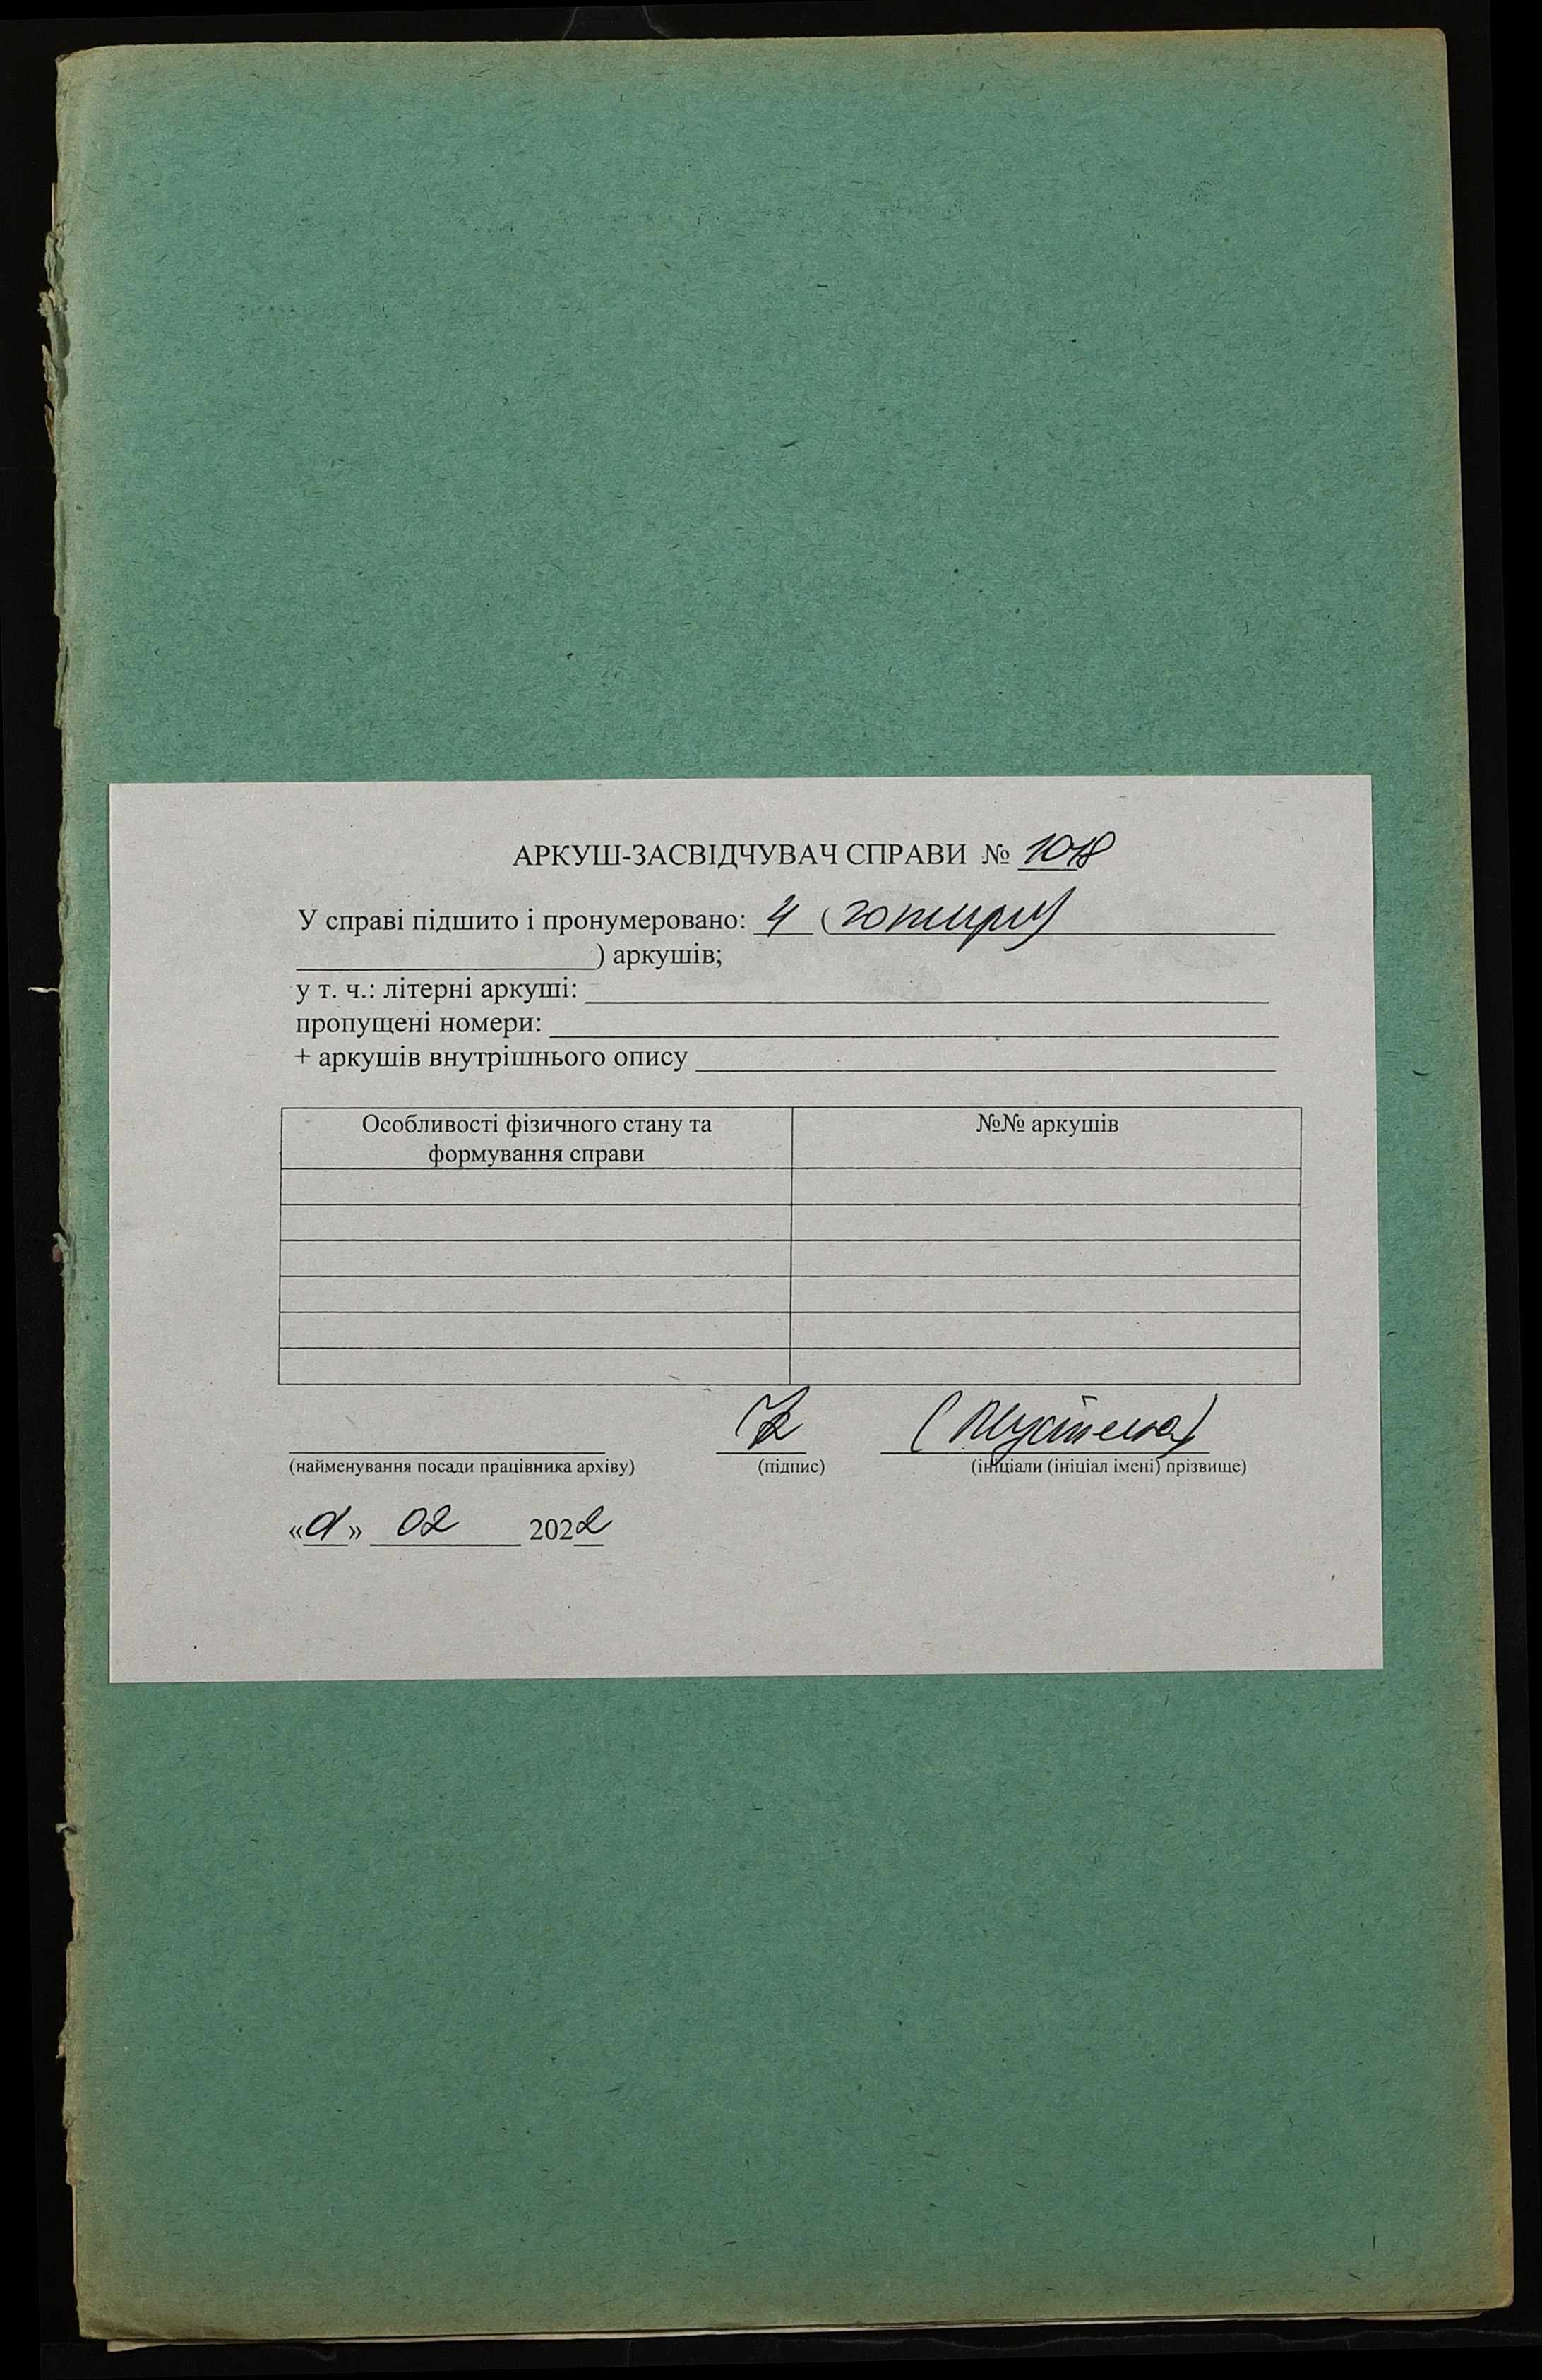 АРКУШ-ЗАСВІДЧУВАЧ СПРАВИ № 1018
У справі підшито і пронумеровано: 4 (чотири)
) аркушів;
у т. ч.: літерні аркуші:
пропущені номери:
+ аркушів внутрішнього опису
Особливості фізичного стану та формування справи
№№ аркушів
(найменування посади працівника архіву)
(підпис)
(ініціали (ініціал імені) прізвище)
« » 02 2022